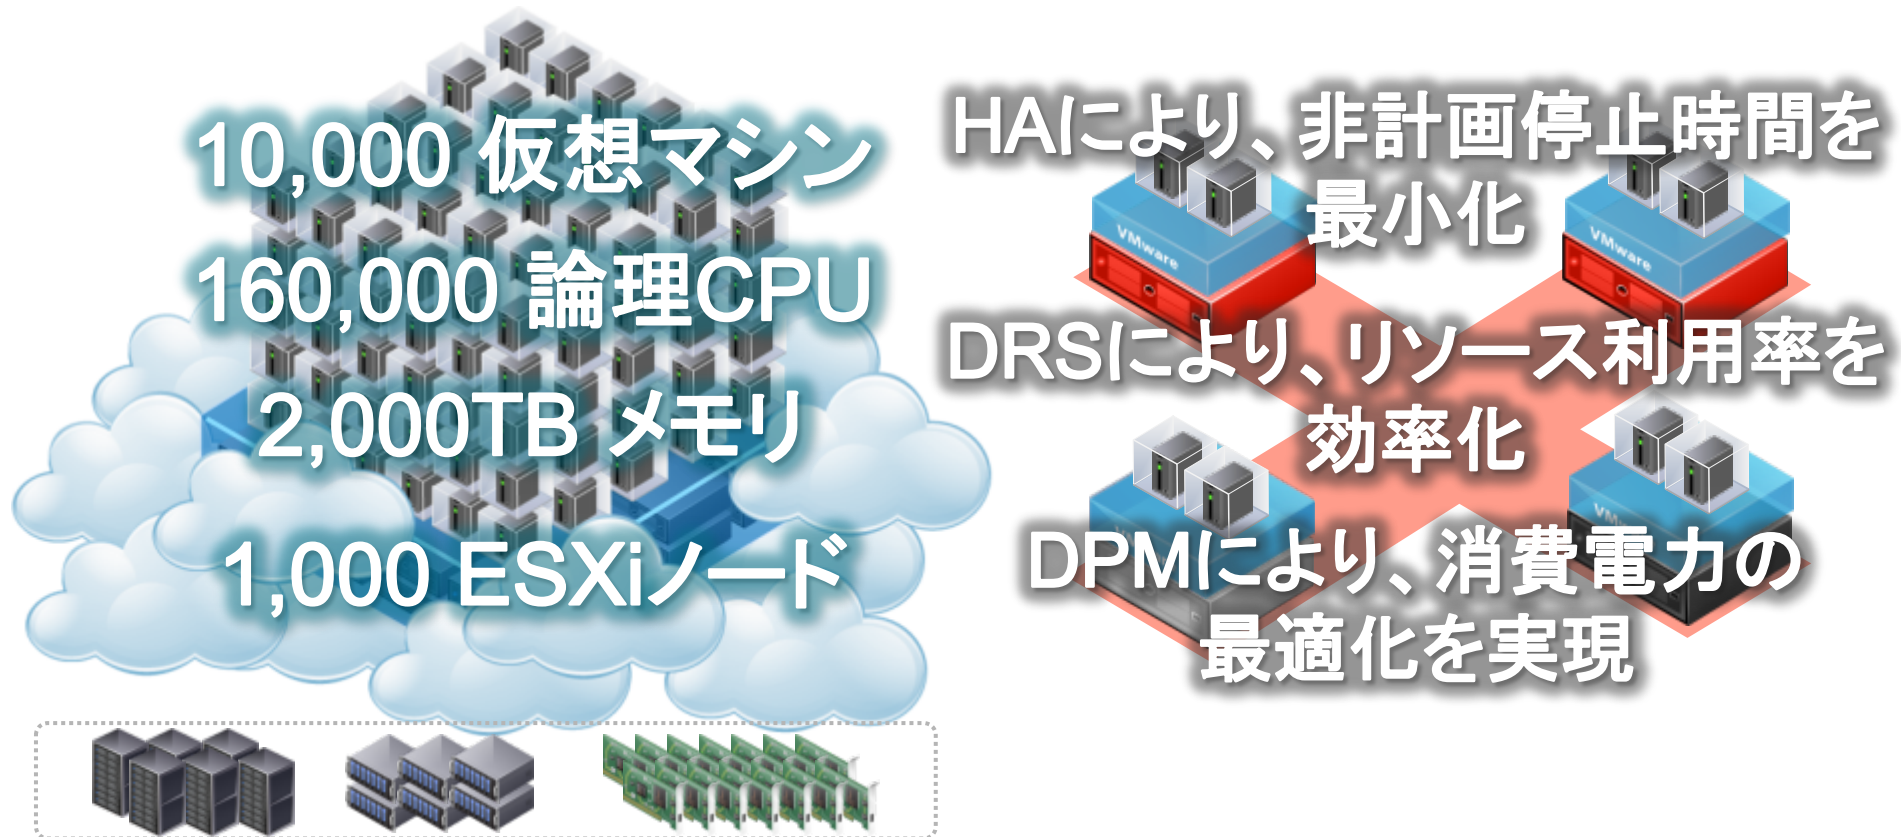 10,000 仮想マシン
160,000 論理CPU
2,000TB メモリ
1,000 ESXiノード
HAにより、非計画停止時間を
最小化
VMware
VMware
DRSにより、リソース利用率を
効率化
DPMにより、消費電力の
最適化を実現